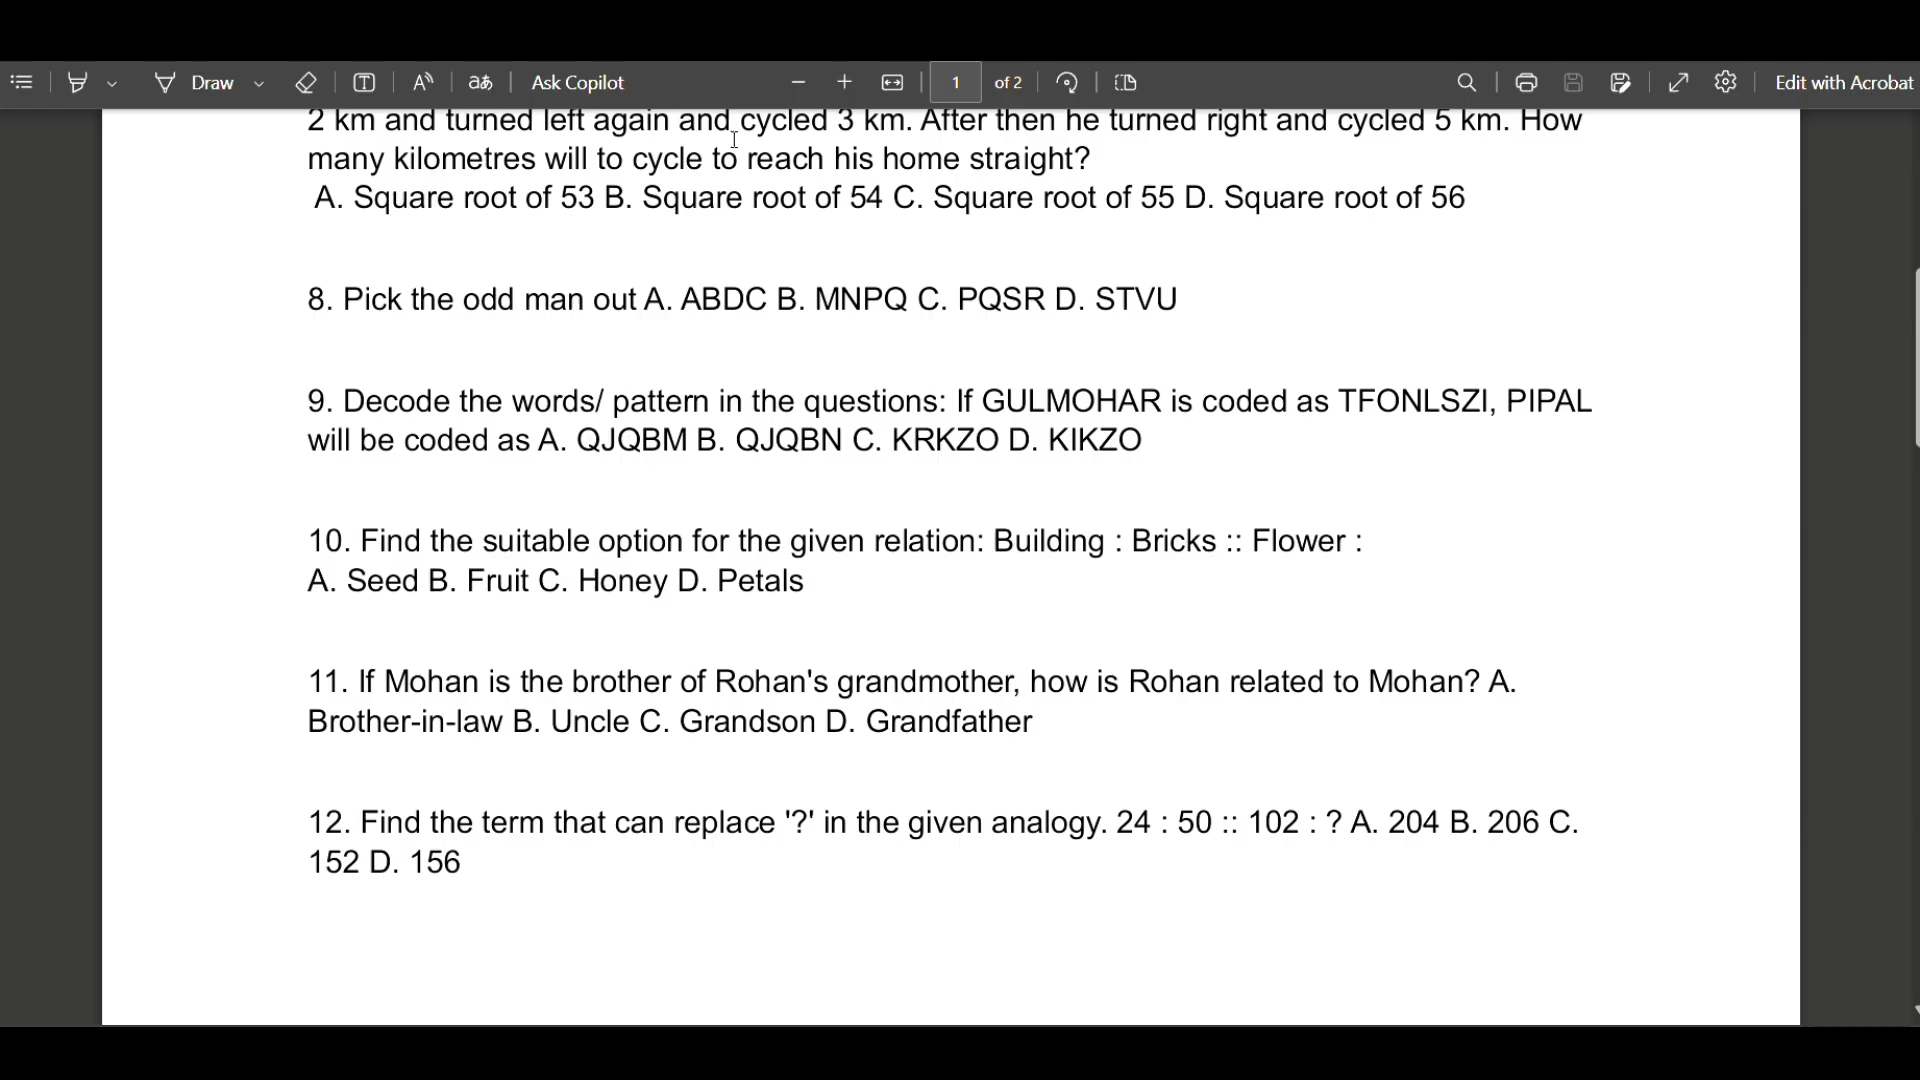 Draw
aあ
Ask Copilot
1
of 2
Edit with Acrobat
2 km and turned left again and cycled 3 km. After then he turned right and cycled 5 km. How
many kilometres will to cycle to reach his home straight?
A. Square root of 53 B. Square root of 54 C. Square root of 55 D. Square root of 56
8. Pick the odd man out A. ABDC B. MNPQ C. PQSR D. STVU
9. Decode the words/ pattern in the questions: If GULMOHAR is coded as TFONLSZI, PIPAL
will be coded as A. QJQBM B. QJQBN C. KRKZO D. KIKZO
10. Find the suitable option for the given relation: Building : Bricks :: Flower :
A. Seed B. Fruit C. Honey D. Petals
11. If Mohan is the brother of Rohan's grandmother, how is Rohan related to Mohan? A.
Brother-in-law B. Uncle C. Grandson D. Grandfather
12. Find the term that can replace '?' in the given analogy. 24 : 50 :: 102 : ? A. 204 B. 206 C.
152 D. 156